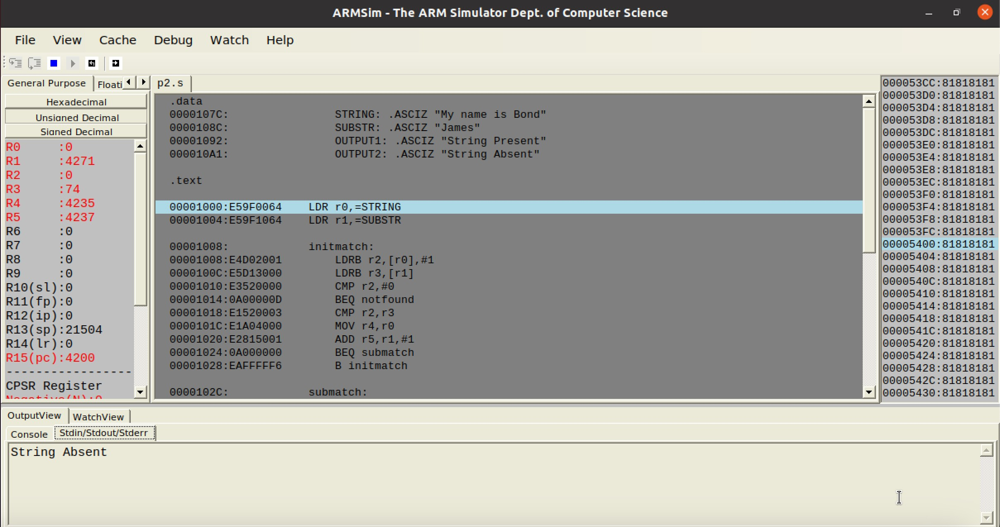 ARMSim - The ARM Simulator Dept. of Computer Science
File View Cache Debug Watch Help
General Purpose Floati
Hexadecimal
Unsigned Decimal
Signed Decimal
R0 :0
R1 :4271
R2 :0
R3 :74
R4 :4235
R5 :4237
R6 :0
R7 :0
R8 :0
R9 :0
R10(sl):0
R11(fp):0
R12(ip):0
R13(sp):21504
R14(lr):0
R15(pc):4200
-----------------
CPSR Register
Negative(N):0
p2.s
.data
0000107C: STRING: .ASCIZ "My name is Bond"
0000108C: SUBSTR: .ASCIZ "James"
00001092: OUTPUT1: .ASCIZ "String Present"
000010A1: OUTPUT2: .ASCIZ "String Absent"
.text
00001000:E59F0064 LDR r0,=STRING
00001004:E59F1064 LDR r1,=SUBSTR
00001008: initmatch:
00001008:E4D02001 LDRB r2,[r0],#1
0000100C:E5D13000 LDRB r3,[r1]
00001010:E3520000 CMP r2,#0
00001014:0A00000D BEQ notfound
00001018:E1520003 CMP r2,r3
0000101C:E1A04000 MOV r4,r0
00001020:E2815001 ADD r5,r1,#1
00001024:0A000000 BEQ submatch
00001028:EAFFFFF6 B initmatch
0000102C: submatch:
000053CC:81818181
000053D0:81818181
000053D4:81818181
000053D8:81818181
000053DC:81818181
000053E0:81818181
000053E4:81818181
000053E8:81818181
000053EC:81818181
000053F0:81818181
000053F4:81818181
000053F8:81818181
000053FC:81818181
00005400:81818181
00005404:81818181
00005408:81818181
0000540C:81818181
00005410:81818181
00005414:81818181
00005418:81818181
0000541C:81818181
00005420:81818181
00005424:81818181
00005428:81818181
0000542C:81818181
00005430:81818181
OutputView WatchView
Console Stdin/Stdout/Stderr
String Absent